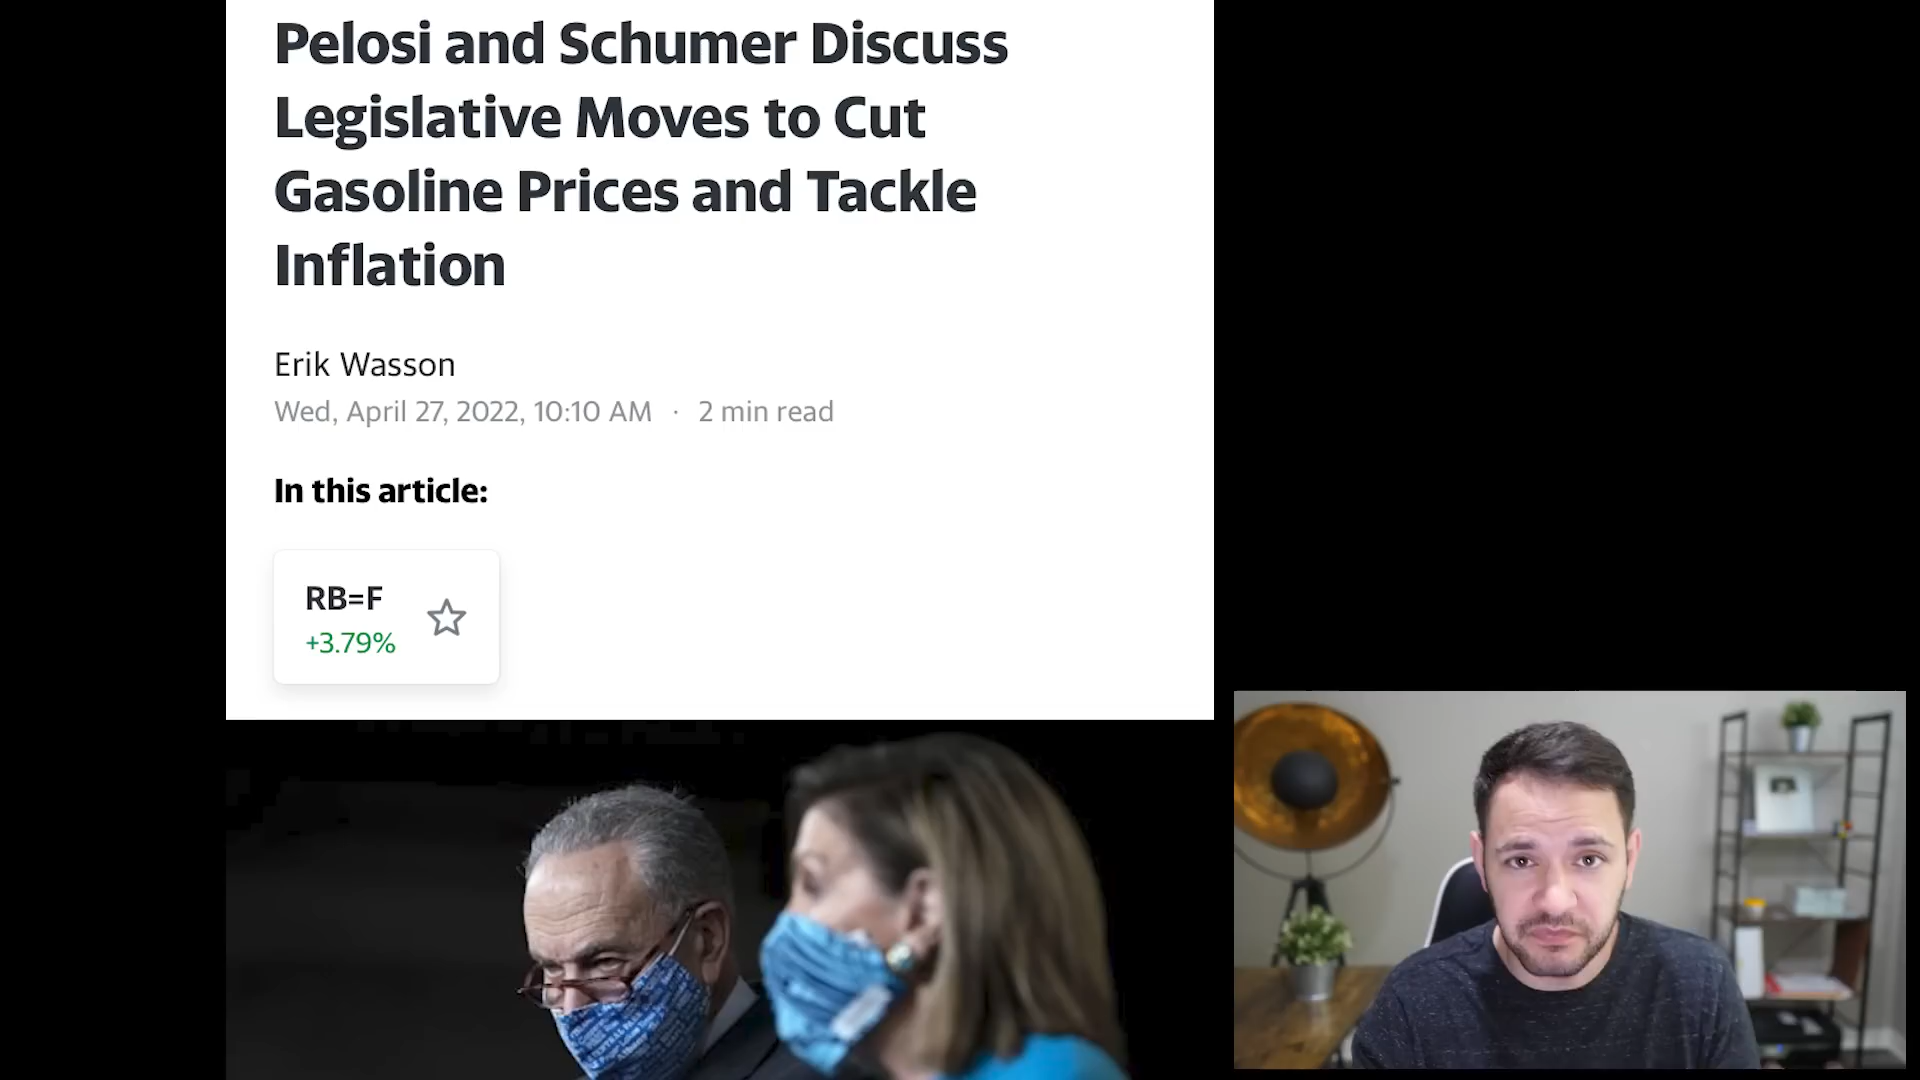 Pelosi and Schumer Discuss
Legislative Moves to Cut
Gasoline Prices and Tackle
Inflation
Erik Wasson
Wed, April 27, 2022, 10:10 AM · 2 min read
In this article:
RB=F
+3.79%